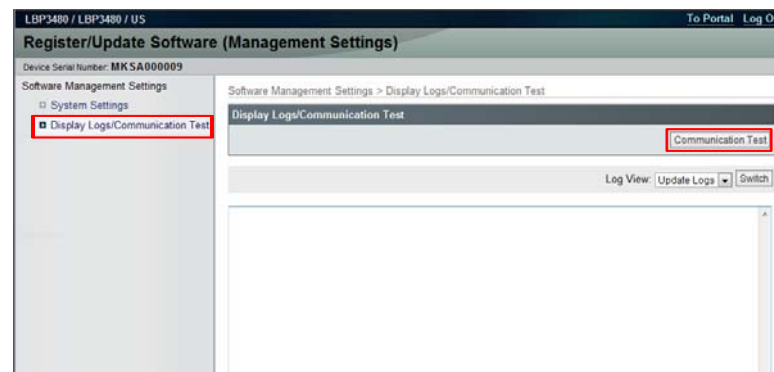 LBP3480 / LBP3480 / US
To Portal Log O
Register/Update Software (Management Settings)
Device Serial Number: MKSA000009
Software Management Settings
System Settings
Display Logs/Communication Test
Software Management Settings > Display Logs/Communication Test
Display Logs/Communication Test
Communication Test
Log View: Update Logs Switch